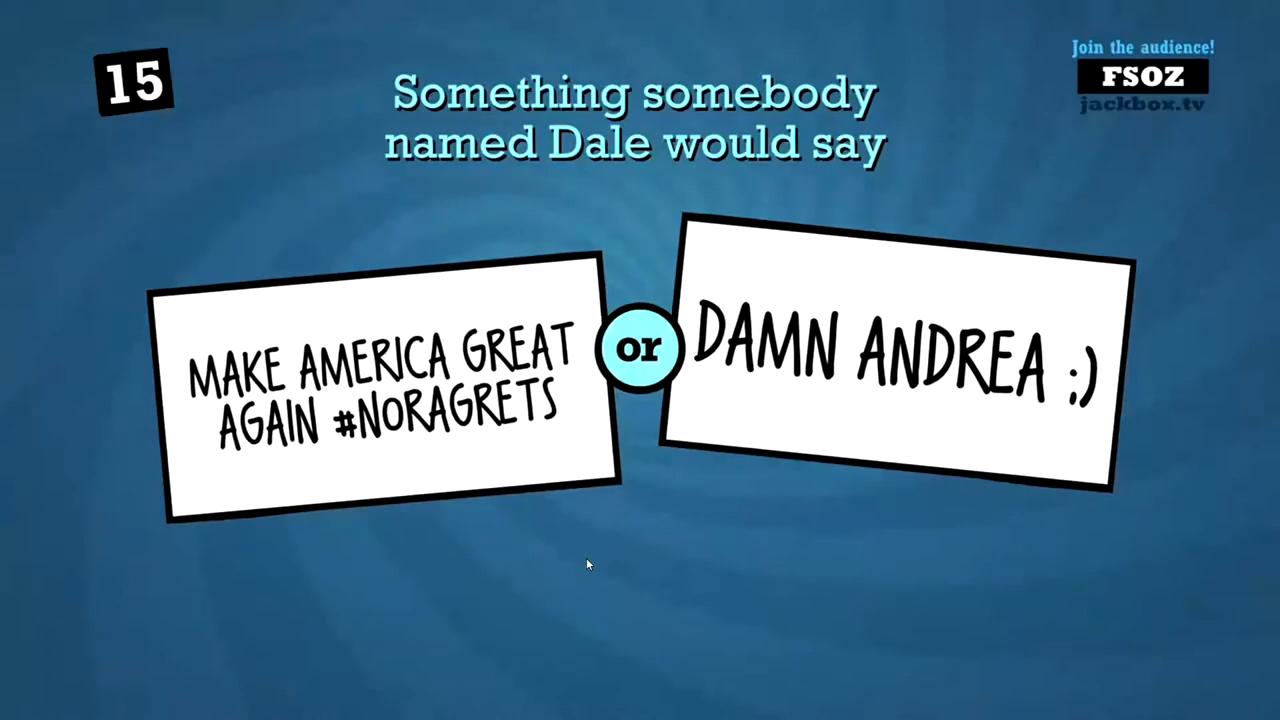 15
Join the audience!
FSOZ
jackbox.tv
Something somebody
named Dale would say
MAKE AMERICA GREAT
AGAIN #NORAGRETS
or
DAMN ANDREA ;)